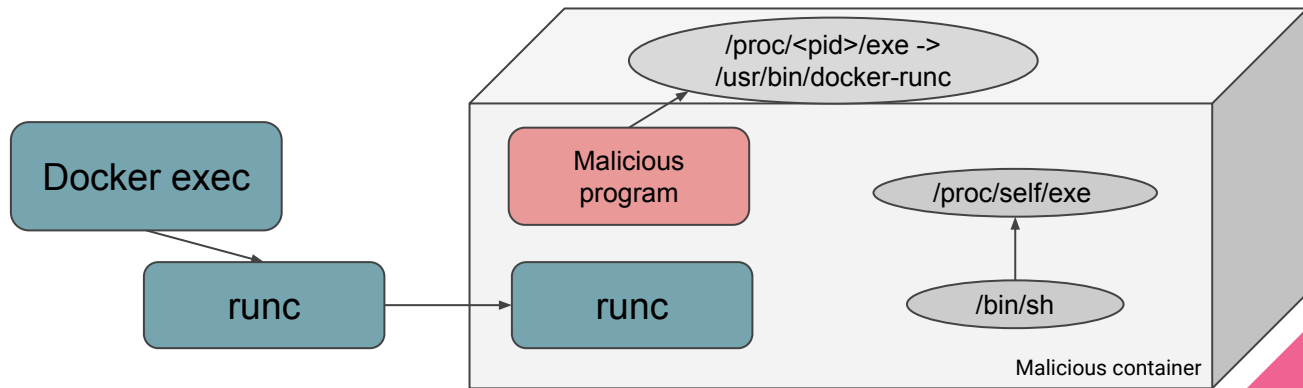 /proc/<pid>/exe ->
/usr/bin/docker-runc
Docker exec
Malicious
program
/proc/self/exe
runc
runc
/bin/sh
Malicious container